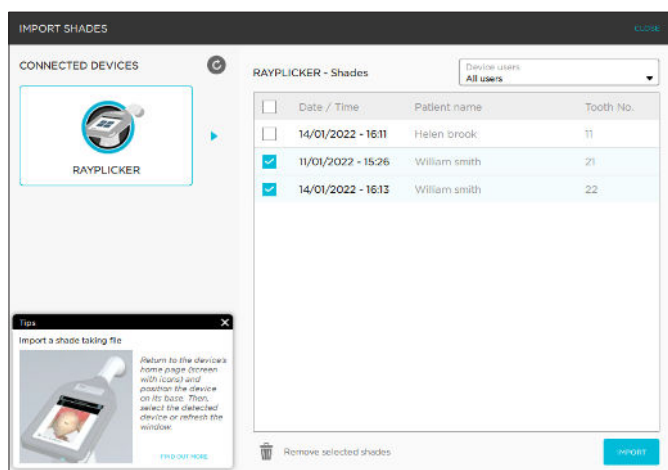 IMPORT SHADES
CLOSE
CONNECTED DEVICES
RAYPLICKER
Tips
Import a shade taking file
Return to the device's
home page (screen
with icons) and
position the device
on its base. Then,
select the detected
device or refresh the
window.
FIND OUT MORE
RAYPLICKER - Shades
Device users
All users
Date / Time Patient name Tooth No.
14/01/2022 - 16:11 Helen brook 11
11/01/2022 - 15:26 William smith 21
14/01/2022 - 16:13 William smith 22
Remove selected shades
IMPORT